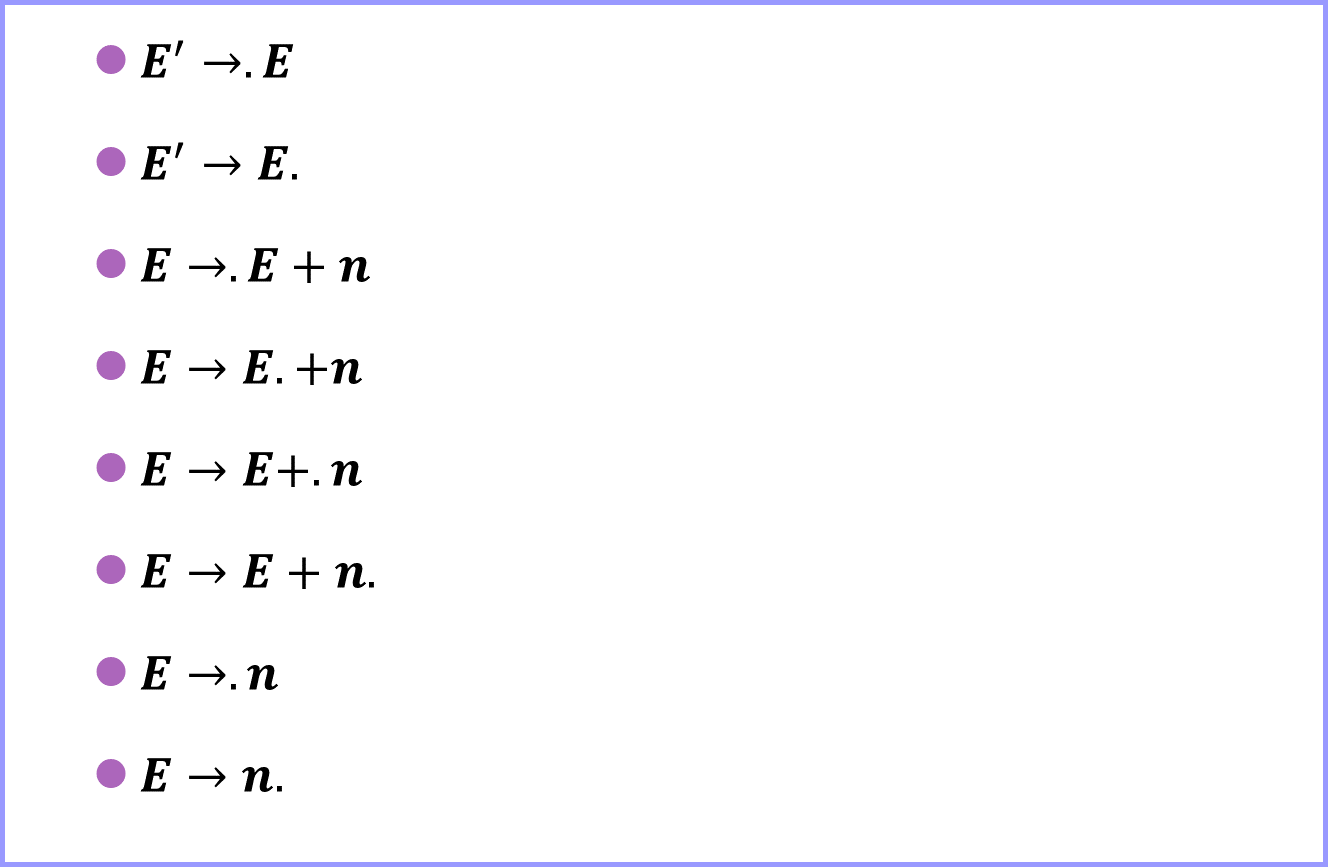 E′ →. E
E′ → E.
E →. E + n
E → E. +n
E → E+. n
E → E + n.
E →. n
E → n.